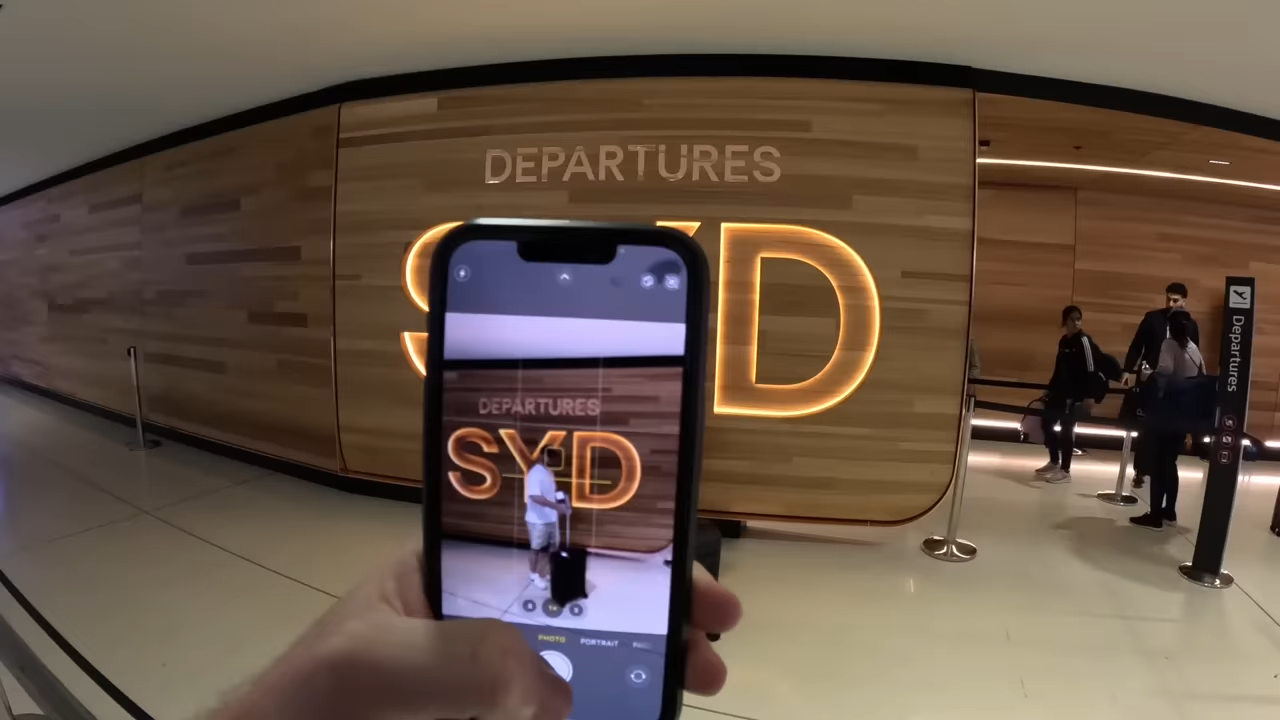 DEPARTURES
SYD
DEPARTURES
SYD
PHOTO PORTRAIT
Departures